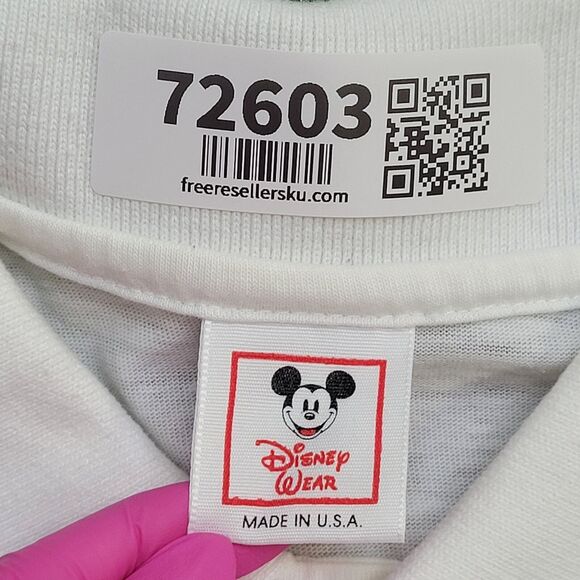 72603
freeresellersku.com
Disney
Wear
MADE IN U.S.A.